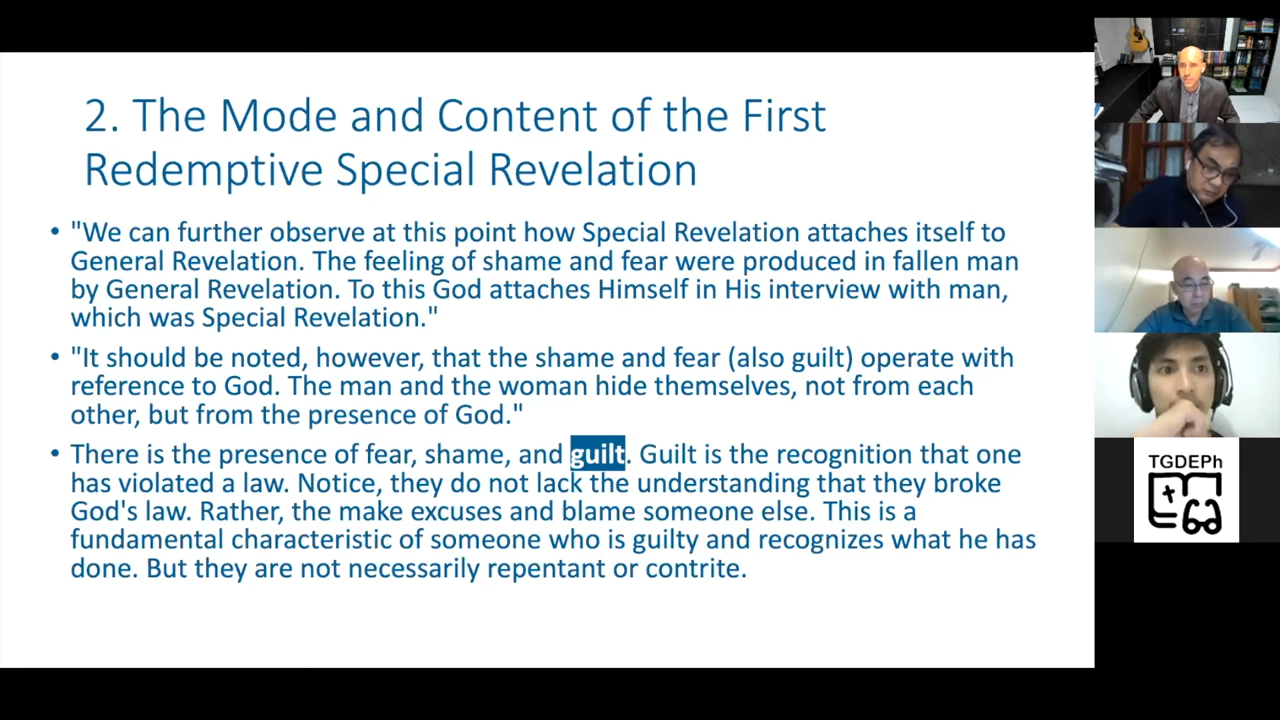 2. The Mode and Content of the First
Redemptive Special Revelation
• "We can further observe at this point how Special Revelation attaches itself to
General Revelation. The feeling of shame and fear were produced in fallen man
by General Revelation. To this God attaches Himself in His interview with man,
which was Special Revelation."
• "It should be noted, however, that the shame and fear (also guilt) operate with
reference to God. The man and the woman hide themselves, not from each
other, but from the presence of God."
• There is the presence of fear, shame, and guilt. Guilt is the recognition that one
has violated a law. Notice, they do not lack the understanding that they broke
God's law. Rather, the make excuses and blame someone else. This is a
fundamental characteristic of someone who is guilty and recognizes what he has
done. But they are not necessarily repentant or contrite.
TGDEPh